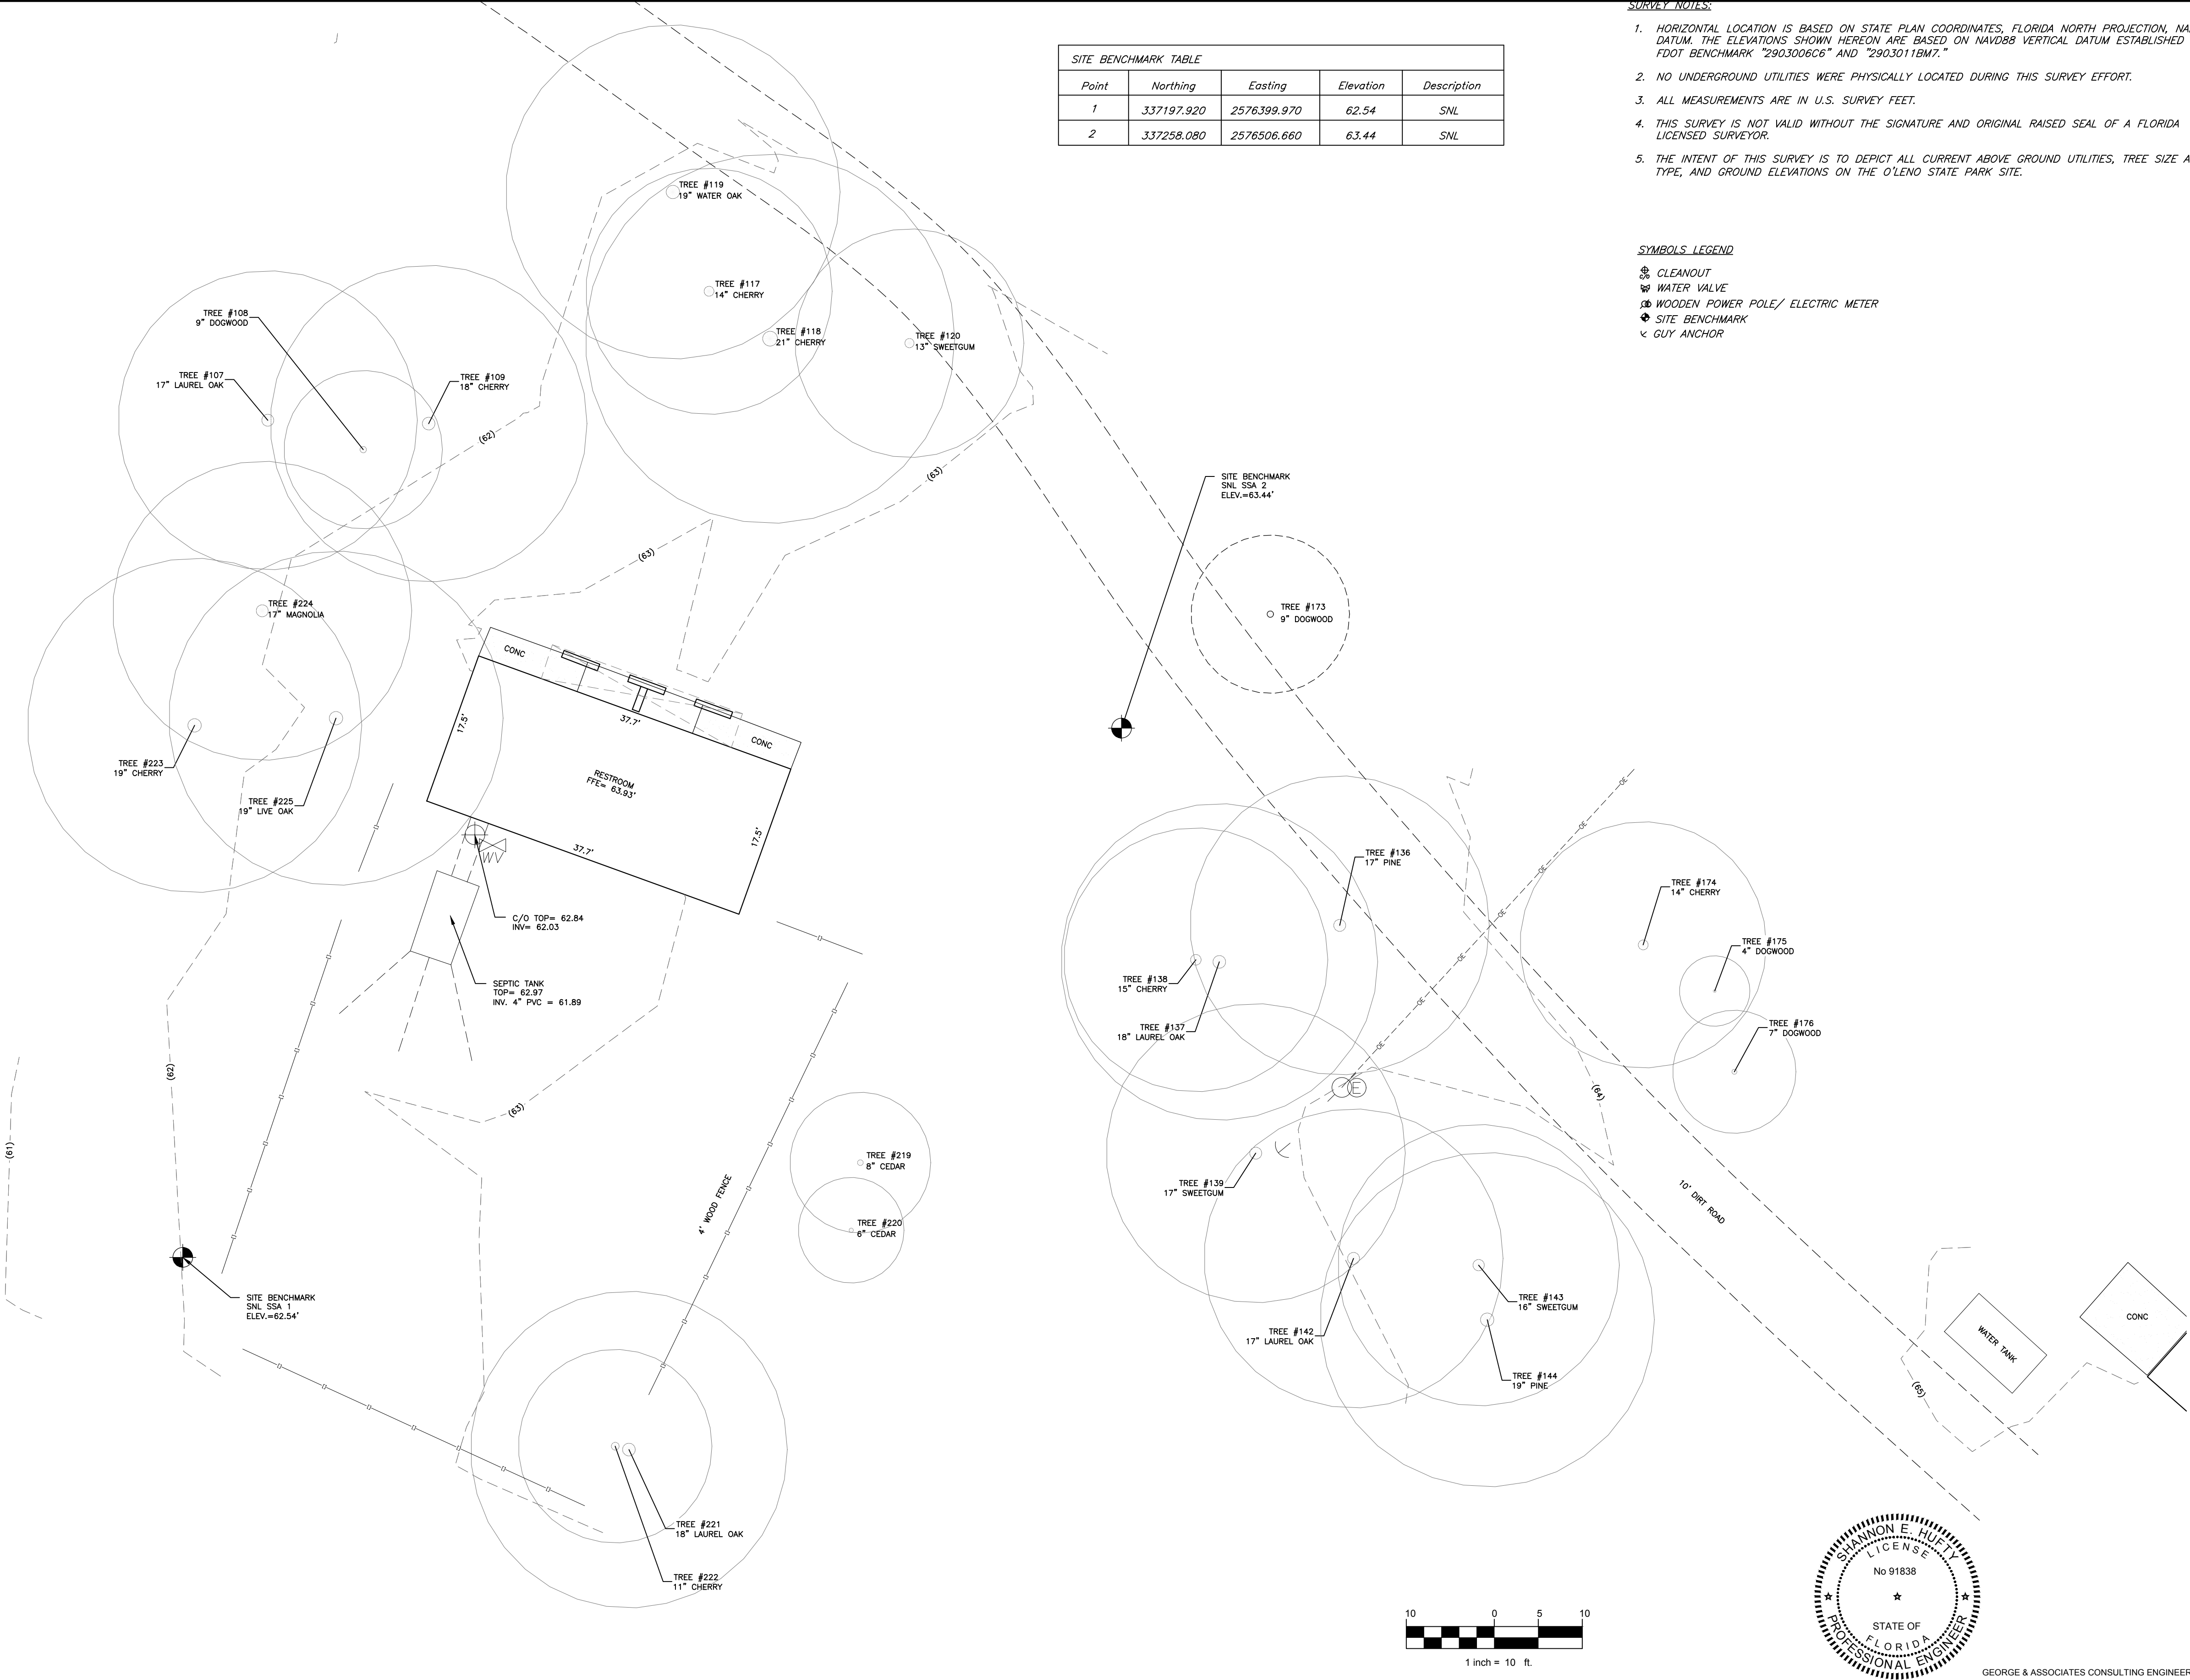 SURVEY NOTES:
1. HORIZONTAL LOCATION IS BASED ON STATE PLAN COORDINATES, FLORIDA NORTH PROJECTION,
DATUM. THE ELEVATIONS SHOWN HEREON ARE BASED ON NAVD88 VERTICAL DATUM ESTABLISHED
FDOT BENCHMARK "2903006C6" AND "2903011BM7."
2. NO UNDERGROUND UTILITIES WERE PHYSICALLY LOCATED DURING THIS SURVEY EFFORT.
3. ALL MEASUREMENTS ARE IN U.S. SURVEY FEET.
4. THIS SURVEY IS NOT VALID WITHOUT THE SIGNATURE AND ORIGINAL RAISED SEAL OF A FLORIDA
LICENSED SURVEYOR.
5. THE INTENT OF THIS SURVEY IS TO DEPICT ALL CURRENT ABOVE GROUND UTILITIES, TREE SIZE
TYPE, AND GROUND ELEVATIONS ON THE O'LENO STATE PARK SITE.
SITE BENCHMARK TABLE
Point Northing Easting Elevation Description
1 337197.920 2576399.970 62.54 SNL
2 337258.080 2576506.660 63.44 SNL
SYMBOLS LEGEND
CLEANOUT
WATER VALVE
WOODEN POWER POLE/ ELECTRIC METER
SITE BENCHMARK
GUY ANCHOR
TREE #119
19" WATER OAK
TREE #117
14" CHERRY
TREE #118
21" CHERRY
TREE #120
13" SWEETGUM
TREE #108
9" DOGWOOD
TREE #107
17" LAUREL OAK
TREE #109
18" CHERRY
(62)
(63)
SITE BENCHMARK
SNL SSA 2
ELEV.=63.44'
(63)
TREE #224
17" MAGNOLIA
TREE #173
9" DOGWOOD
CONC
17.5'
37.7'
CONC
RESTROOM
FFE= 63.93'
TREE #223
19" CHERRY
TREE #225
19" LIVE OAK
17.5'
37.7'
WV
OE
OE
OE
OE
OE
OE
OE
TREE #136
17" PINE
TREE #174
14" CHERRY
C/O TOP= 62.84
INV= 62.03
TREE #175
4" DOGWOOD
SEPTIC TANK
TOP= 62.97
INV. 4" PVC = 61.89
TREE #138
15" CHERRY
TREE #137
18" LAUREL OAK
TREE #176
7" DOGWOOD
E
(62)
(64)
(63)
(61)
TREE #219
8" CEDAR
TREE #139
17" SWEETGUM
4' WOOD FENCE
10' DIRT ROAD
TREE #220
6" CEDAR
SITE BENCHMARK
SNL SSA 1
ELEV.=62.54'
TREE #143
16" SWEETGUM
TREE #142
17" LAUREL OAK
CONC
WATER TANK
TREE #144
19" PINE
(65)
TREE #221
18" LAUREL OAK
TREE #222
11" CHERRY
10 0 5 10
1 inch = 10 ft.
SHANNON E. HUFTY
LICENSE
No 91838
STATE OF
FLORIDA
PROFESSIONAL ENGINEER
GEORGE & ASSOCIATES CONSULTING